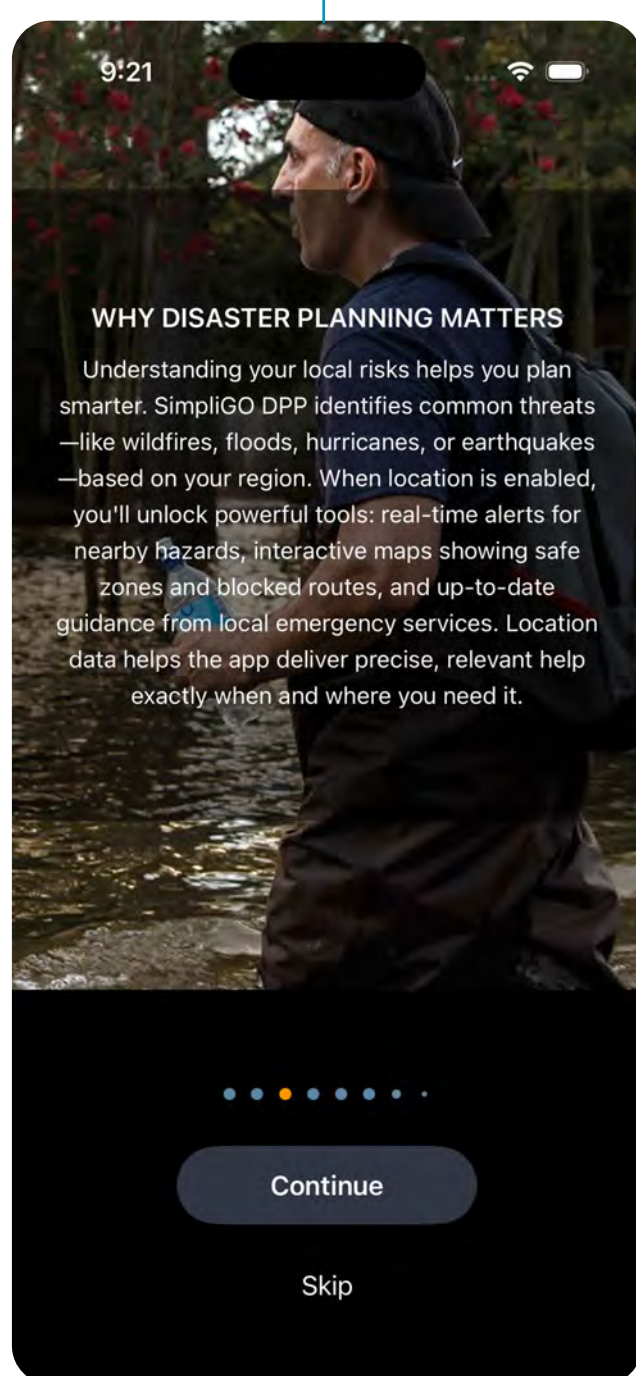 9:21
WHY DISASTER PLANNING MATTERS
Understanding your local risks helps you plan
smarter. SimpliGO DPP identifies common threats
—like wildfires, floods, hurricanes, or earthquakes
—based on your region. When location is enabled,
you'll unlock powerful tools: real-time alerts for
nearby hazards, interactive maps showing safe
zones and blocked routes, and up-to-date
guidance from local emergency services. Location
data helps the app deliver precise, relevant help
exactly when and where you need it.
Continue
Skip